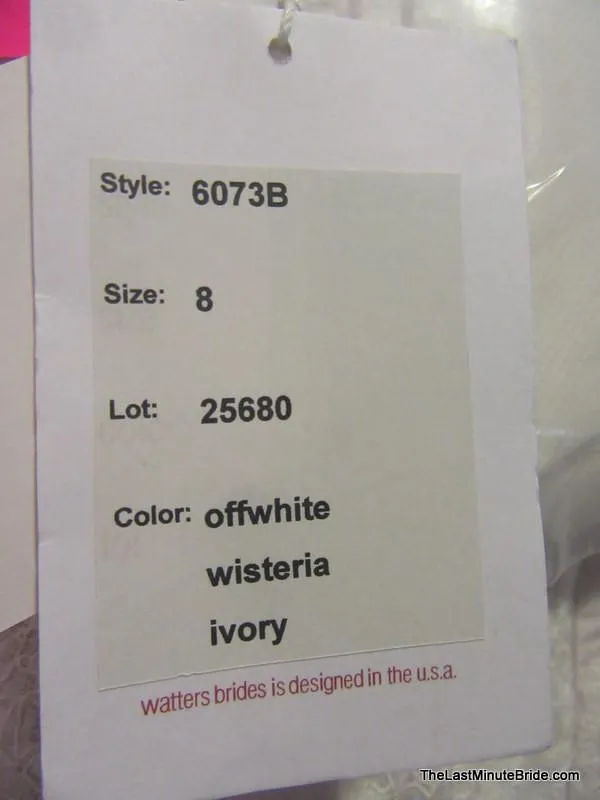 Style: 6073B
Size: 8
Lot: 25680
Color: offwhite
wisteria
ivory
watters brides is designed in the u.s.a.
TheLastMinuteBride.com